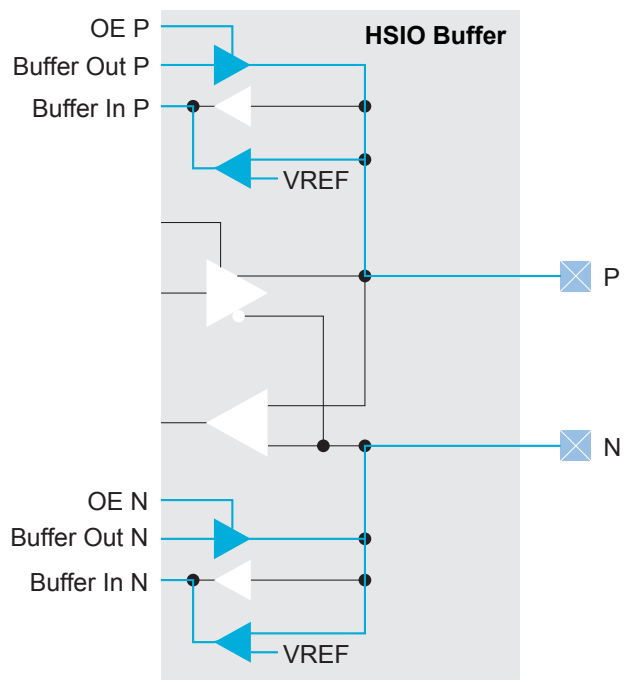 OE P
HSIO Buffer
Buffer Out P
Buffer In P
VREF
P
N
OE N
Buffer Out N
Buffer In N
VREF